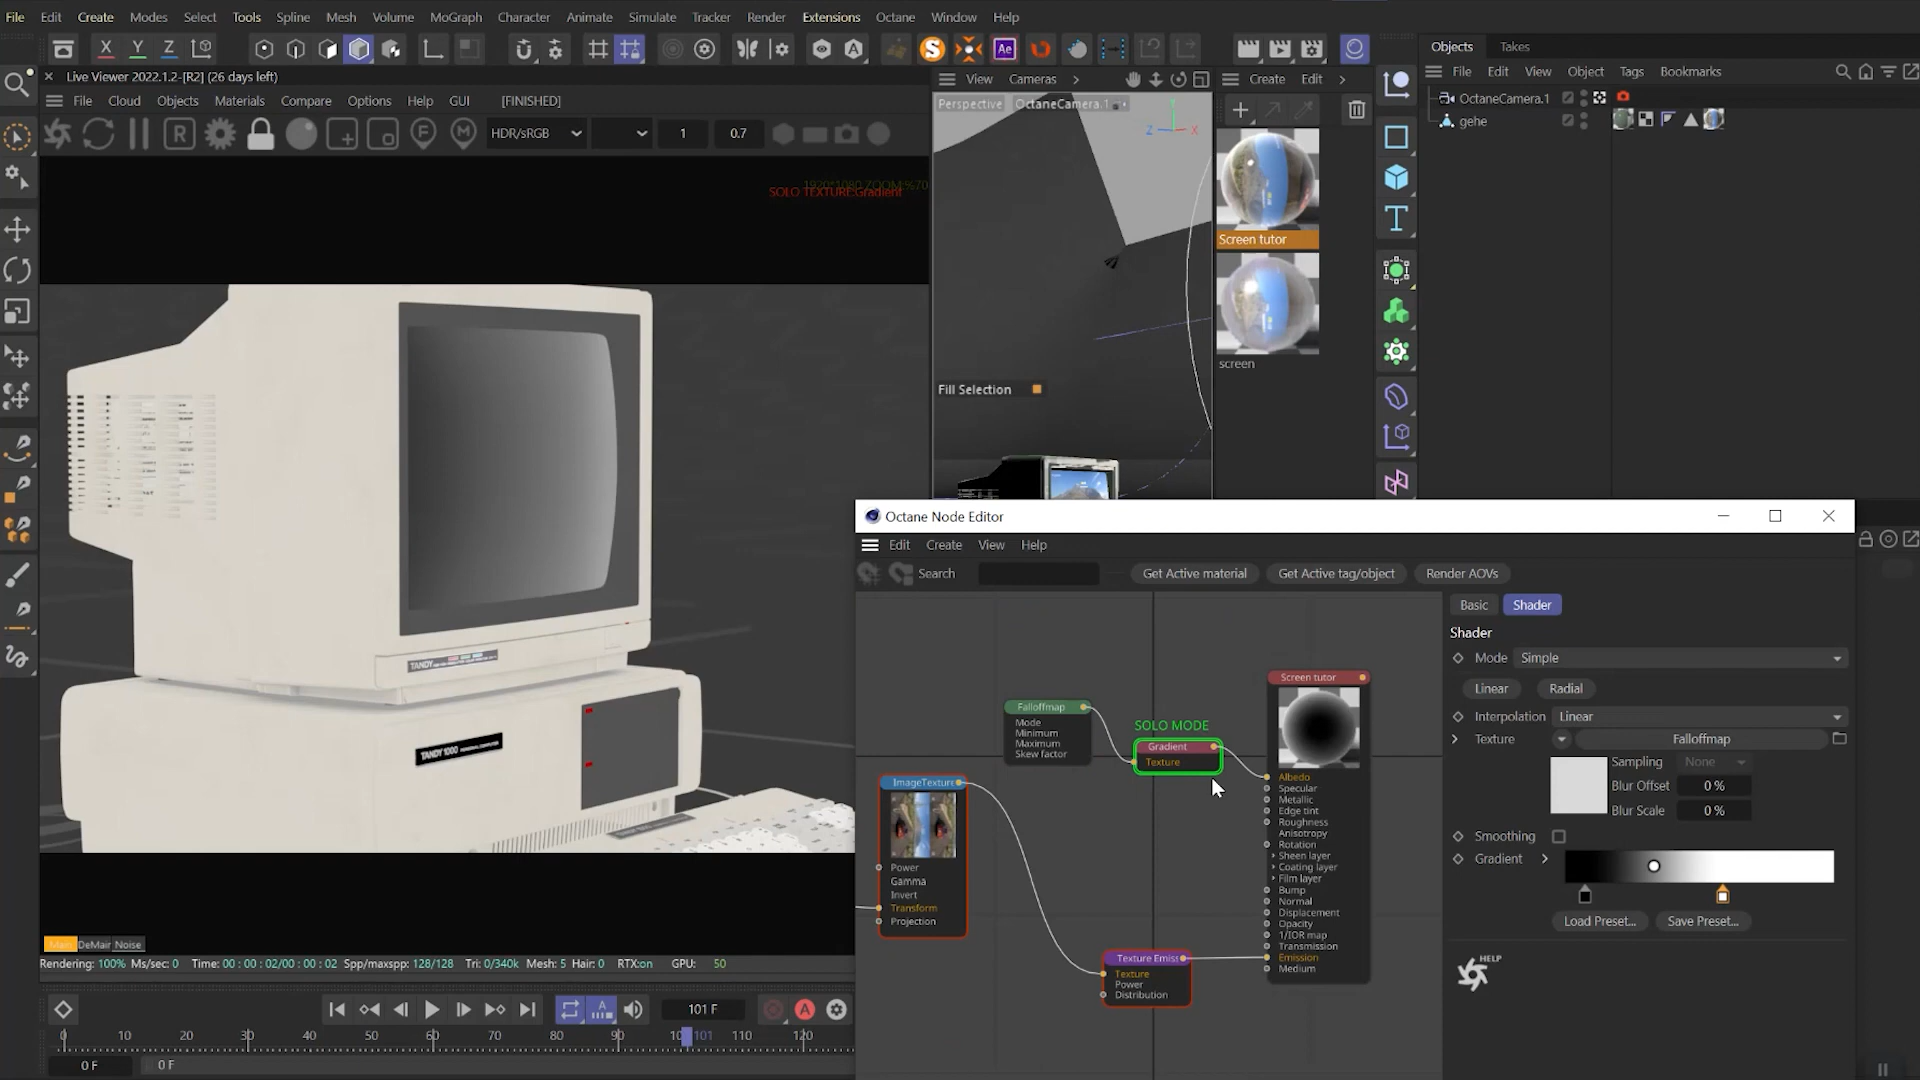 File Edit Create Modes Select Tools Spline Mesh Volume MoGraph Character Animate Simulate Tracker Render Extensions Octane Window Help
X Y Z
S Ae
Objects Takes
Live Viewer 2022.1.2-[R2] (26 days left)
File Cloud Objects Materials Compare Options Help GUI [FINISHED]
View Cameras
Create Edit
File Edit View Object Tags Bookmarks
R F M HDR/sRGB 1 0.7
Perspective OctaneCamera.1
OctaneCamera.1
gehe
Z Y X
1920*1080 ZOOM:%70
SOLO TEXTURE:Gradient
Screen tutor
screen
Fill Selection
TANDY
TANDY 1000 PERSONAL COMPUTER
Octane Node Editor
Edit Create View Help
Search Get Active material Get Active tag/object Render AOVs
Falloffmap
Mode
Minimum
Maximum
Skew factor
SOLO MODE
Gradient
Texture
ImageTexture
Power
Gamma
Invert
Transform
Projection
Texture Emiss
Texture
Power
Distribution
Screen tutor
Albedo
Specular
Metallic
Edge tint
Roughness
Anisotropy
Rotation
Sheen layer
Coating layer
Film layer
Bump
Normal
Displacement
Opacity
1/IOR map
Transmission
Emission
Medium
Basic Shader
Shader
Mode Simple
Linear Radial
Interpolation Linear
Texture Falloffmap
Sampling None
Blur Offset 0 %
Blur Scale 0 %
Smoothing
Gradient
Load Preset... Save Preset...
HELP
Main DeMair Noise
Rendering: 100% Ms/sec: 0 Time: 00 : 00 : 02/00 : 00 : 02 Spp/maxspp: 128/128 Tri: 0/340k Mesh: 5 Hair: 0 RTX:on GPU: 50
101 F
0 10 20 30 40 50 60 70 80 90 10 101 110 120
0 F 0 F